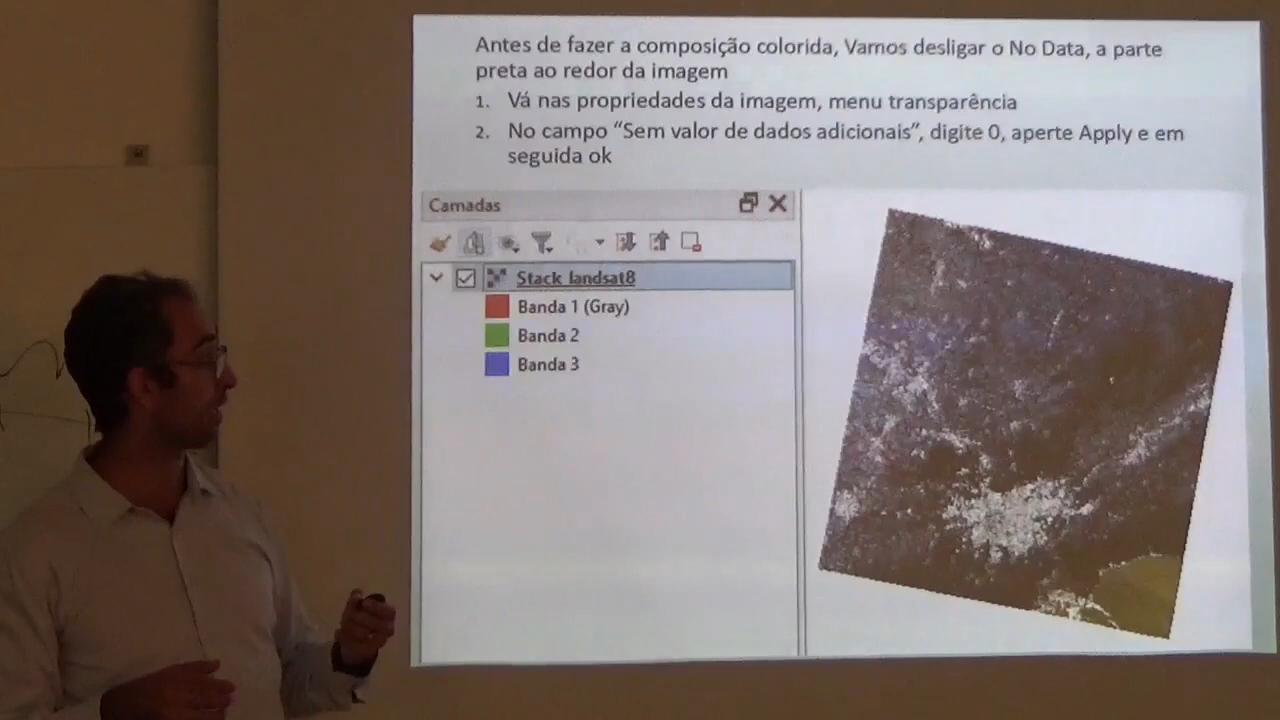 Antes de fazer a composição colorida, Vamos desligar o No Data, a parte
preta ao redor da imagem
1. Vá nas propriedades da imagem, menu transparência
2. No campo “Sem valor de dados adicionais”, digite 0, aperte Apply e em
seguida ok
Camadas
Stack_landsat8
Banda 1 (Gray)
Banda 2
Banda 3